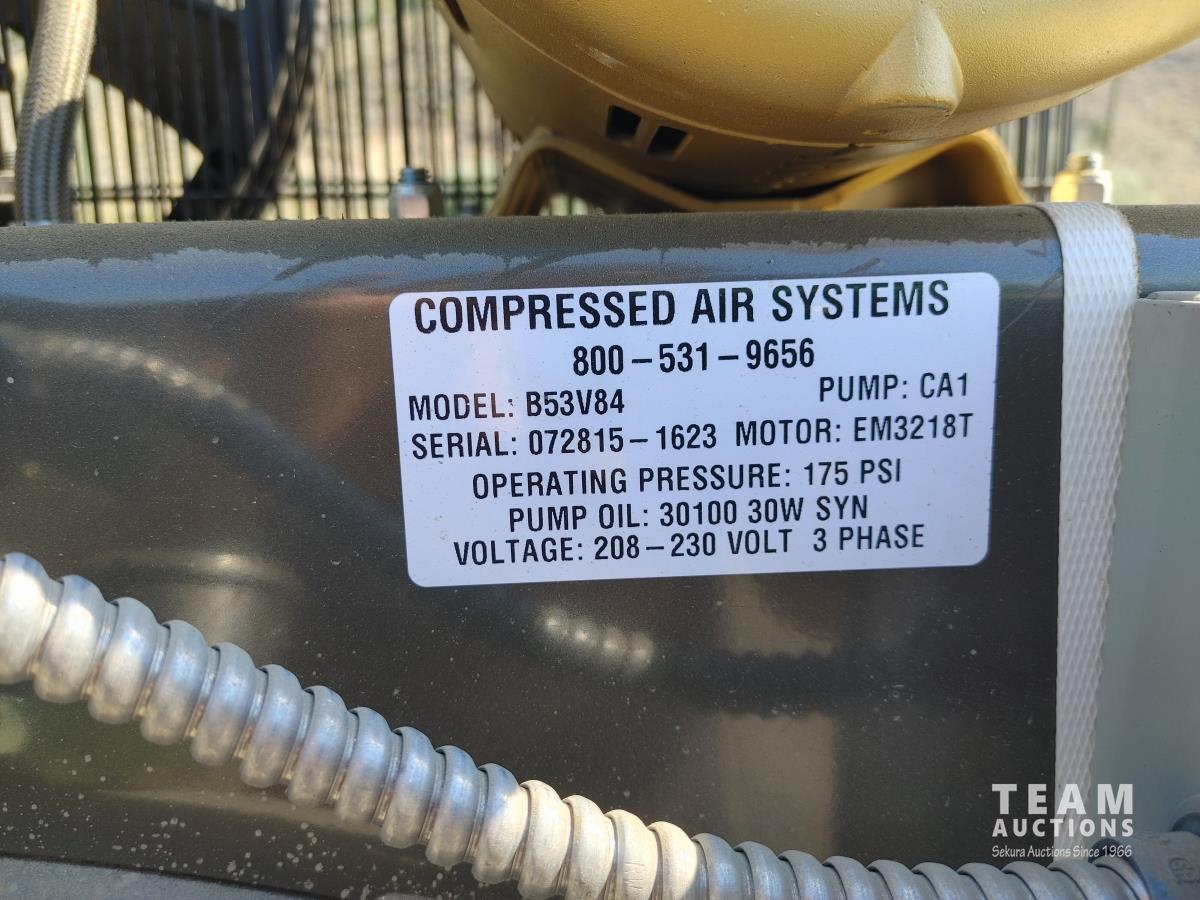 COMPRESSED AIR SYSTEMS
800-531-9656
MODEL: B53V84 PUMP: CA1
SERIAL: 072815-1623 MOTOR: EM3218T
OPERATING PRESSURE: 175 PSI
PUMP OIL: 30100 30W SYN
VOLTAGE: 208-230 VOLT 3 PHASE
TEAM
AUCTIONS
Sekura Auctions Since 1966